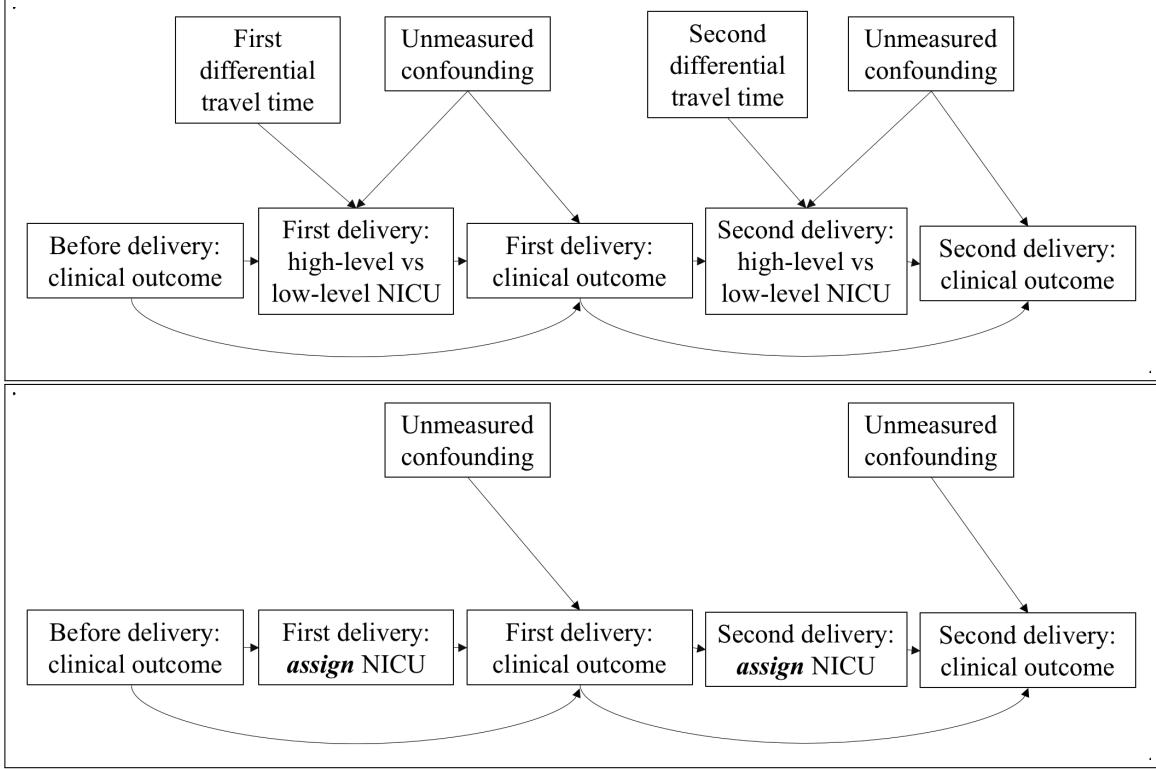 First
differential
travel time
Unmeasured
confounding
Second
differential
travel time
Unmeasured
confounding
Before delivery:
clinical outcome
First delivery:
high-level vs
low-level NICU
First delivery:
clinical outcome
Second delivery:
high-level vs
low-level NICU
Second delivery:
clinical outcome
Unmeasured
confounding
Unmeasured
confounding
Before delivery:
clinical outcome
First delivery:
assign NICU
First delivery:
clinical outcome
Second delivery:
assign NICU
Second delivery:
clinical outcome